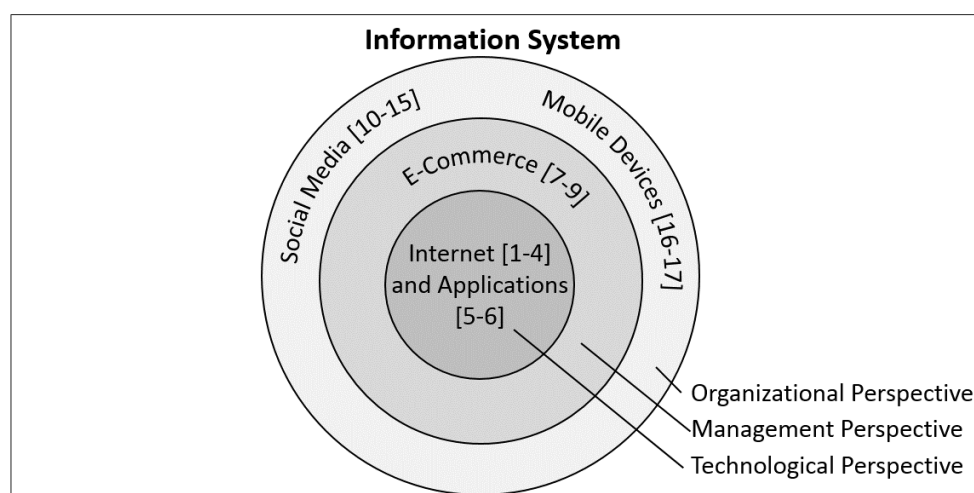 Information System
Social Media [10-15]
Mobile Devices [16-17]
E-Commerce [7-9]
Internet [1-4]
and Applications
[5-6]
Organizational Perspective
Management Perspective
Technological Perspective